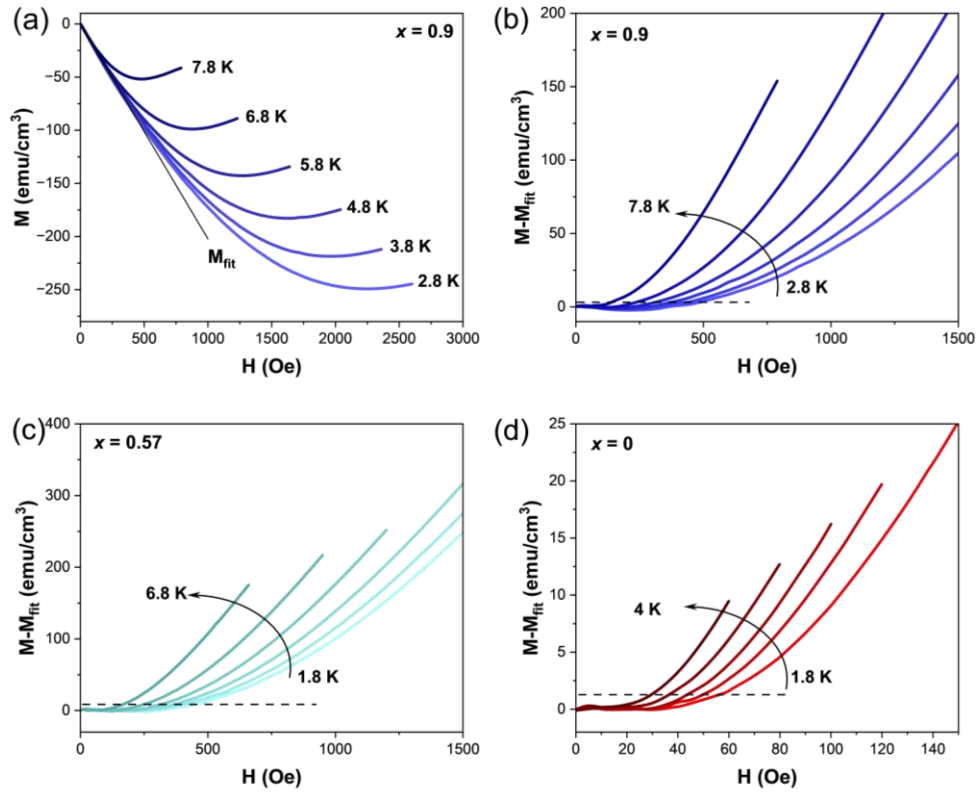 (a)
x = 0.9
0
−50
−100
−150
−200
−250
M (emu/cm³)
7.8 K
6.8 K
5.8 K
4.8 K
3.8 K
2.8 K
Mfit
0 500 1000 1500 2000 2500 3000
H (Oe)
(b)
x = 0.9
200
150
100
50
0
M-Mfit (emu/cm³)
7.8 K
2.8 K
0 500 1000 1500
H (Oe)
(c)
x = 0.57
400
300
200
100
0
M-Mfit (emu/cm³)
6.8 K
1.8 K
0 500 1000 1500
H (Oe)
(d)
x = 0
25
20
15
10
5
0
M-Mfit (emu/cm³)
4 K
1.8 K
0 20 40 60 80 100 120 140
H (Oe)